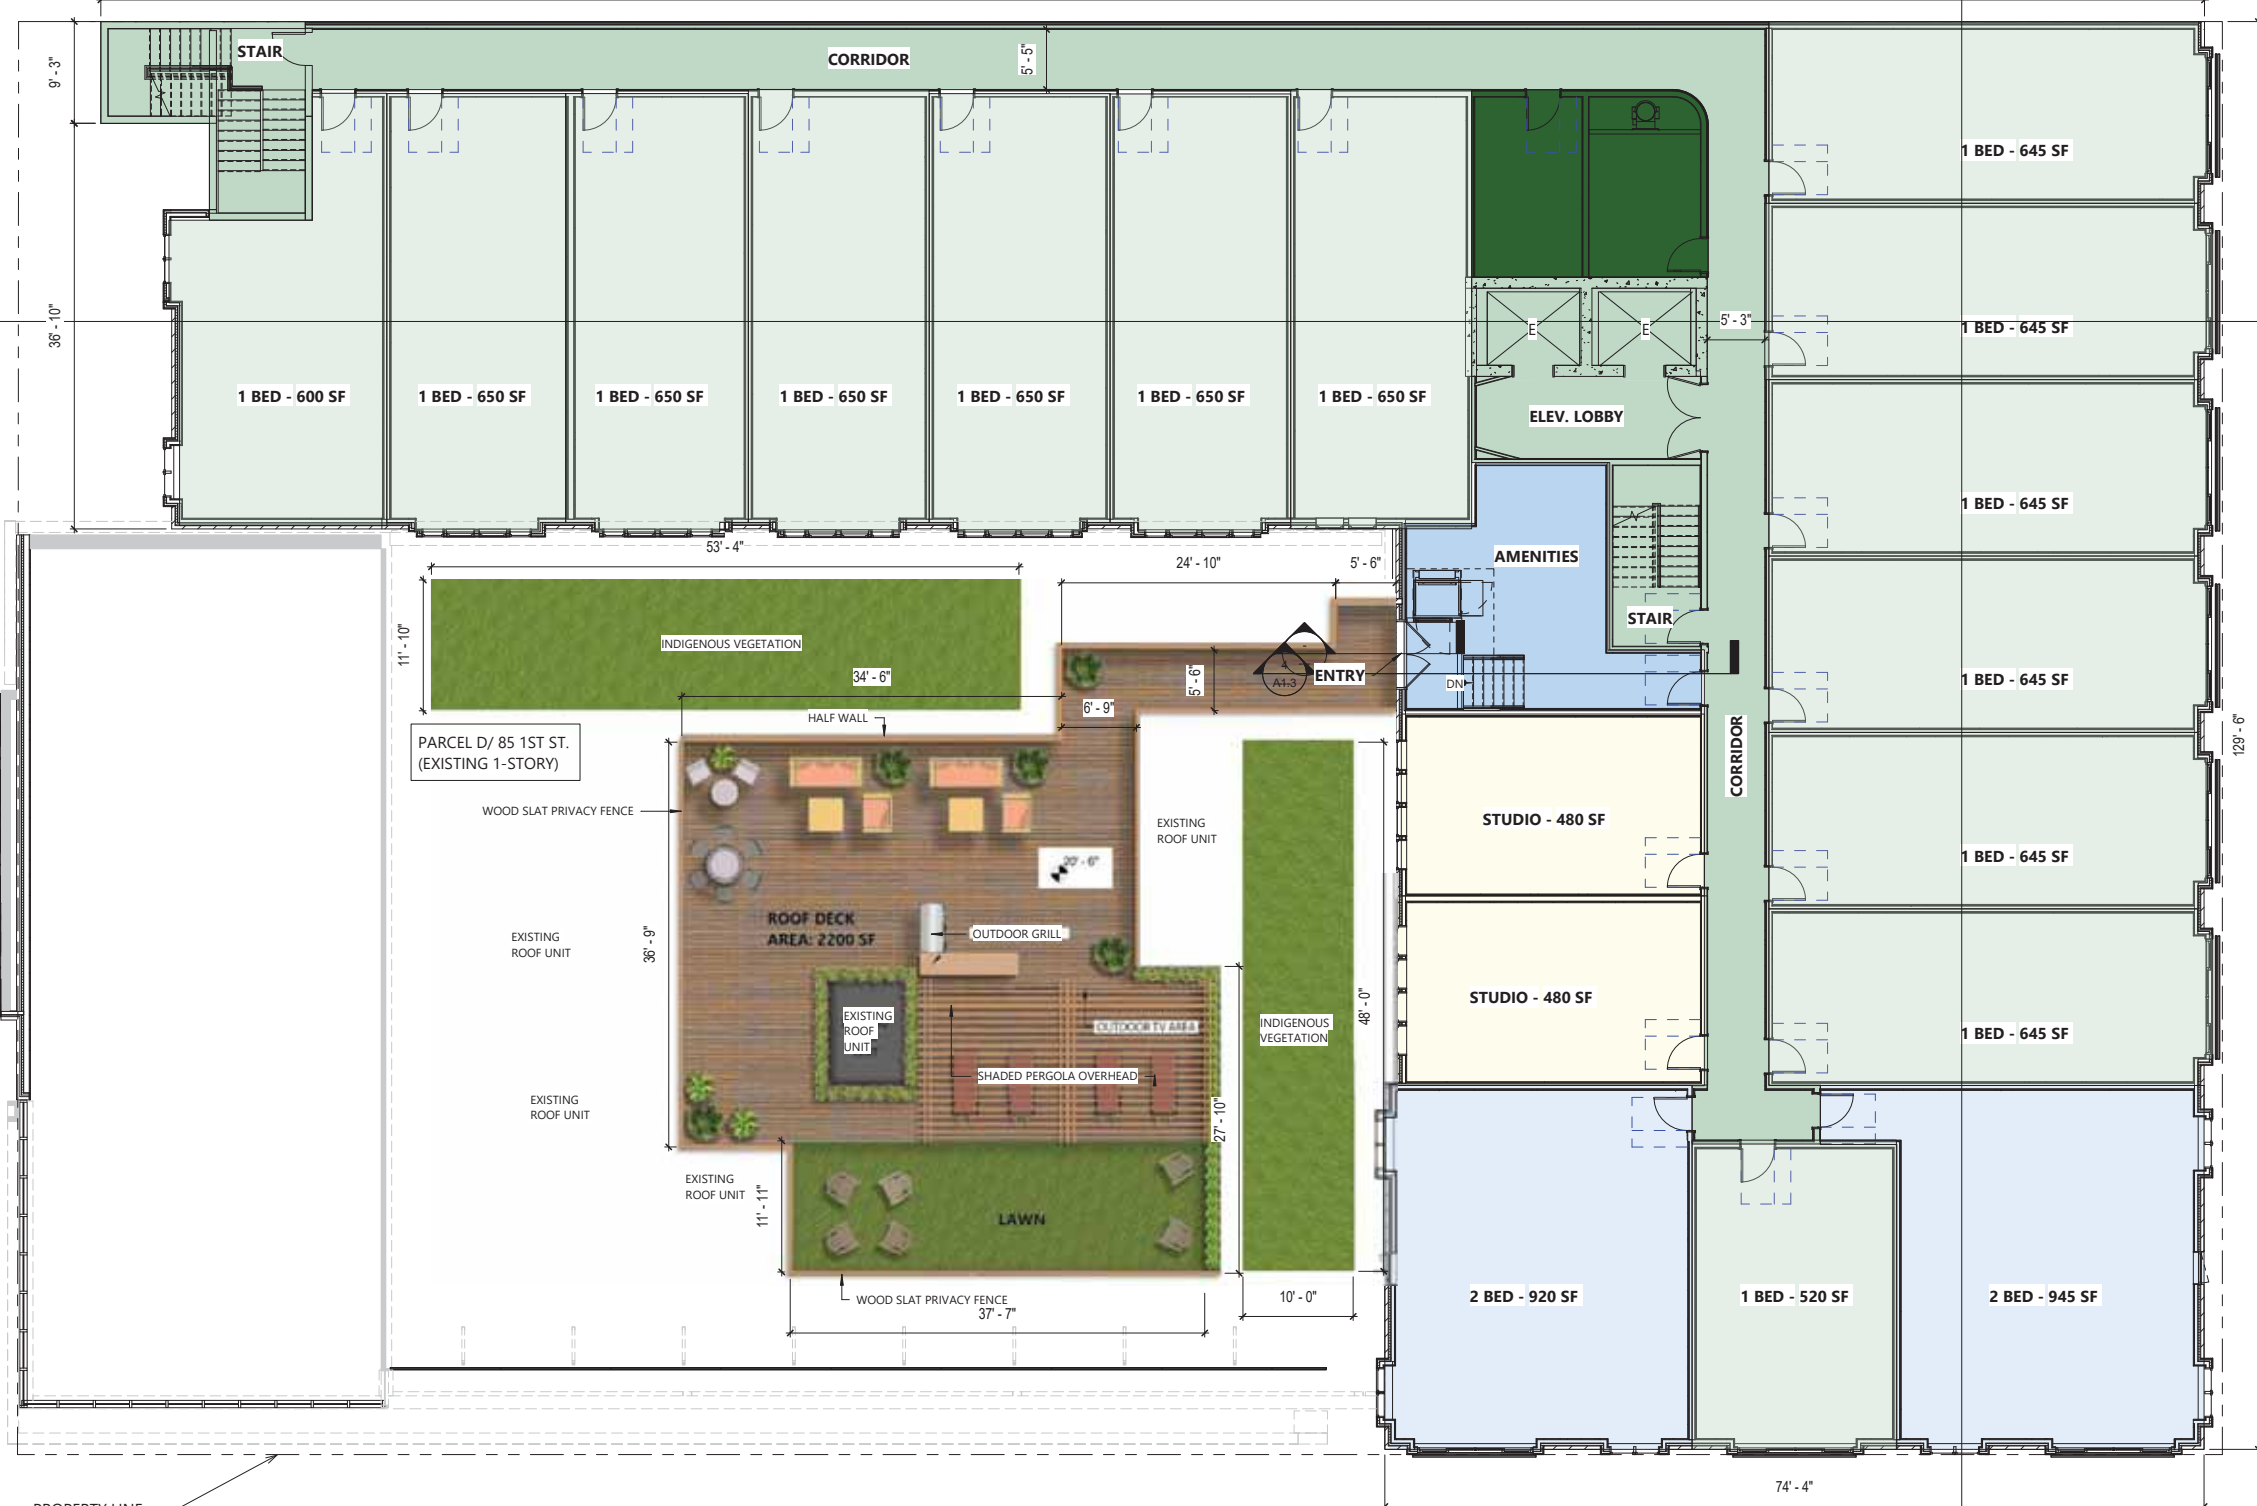 STAIR
CORRIDOR
5' - 5"
9' - 3"
36' - 10"
1 BED - 645 SF
1 BED - 645 SF
1 BED - 645 SF
1 BED - 645 SF
1 BED - 645 SF
1 BED - 645 SF
E
E
5' - 3"
1 BED - 600 SF
1 BED - 650 SF
1 BED - 650 SF
1 BED - 650 SF
1 BED - 650 SF
1 BED - 650 SF
1 BED - 650 SF
ELEV. LOBBY
AMENITIES
STAIR
DN
CORRIDOR
129' - 6"
53' - 4"
24' - 10"
5' - 6"
11' - 10"
INDIGENOUS VEGETATION
34' - 6"
5' - 6"
6' - 9"
4
A1.3
ENTRY
HALF WALL
PARCEL D/ 85 1ST ST.
(EXISTING 1-STORY)
WOOD SLAT PRIVACY FENCE
EXISTING
ROOF UNIT
20' - 6"
STUDIO - 480 SF
STUDIO - 480 SF
ROOF DECK
AREA: 2200 SF
OUTDOOR GRILL
EXISTING
ROOF UNIT
36' - 9"
EXISTING
ROOF
UNIT
OUTDOOR TV AREA
INDIGENOUS
VEGETATION
48' - 0"
SHADED PERGOLA OVERHEAD
EXISTING
ROOF UNIT
27' - 10"
EXISTING
ROOF UNIT
11' - 11"
LAWN
WOOD SLAT PRIVACY FENCE
37' - 7"
10' - 0"
2 BED - 920 SF
1 BED - 520 SF
2 BED - 945 SF
74' - 4"
PROPERTY LINE